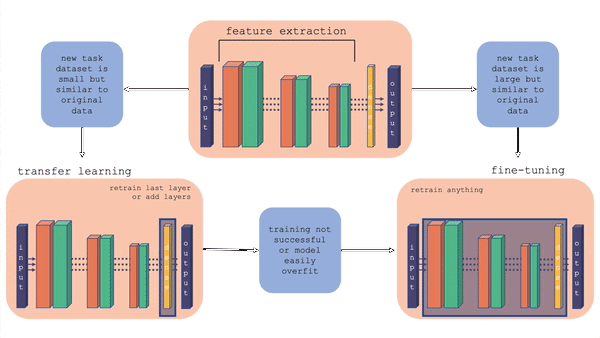 feature extraction
new task
dataset is
small but
similar to
original
data
input
dense
output
new task
dataset is
large but
similar to
original
data
transfer learning
retrain last layer
or add layers
input
output
training not
successful
or model
easily
overfit
fine-tuning
retrain anything
input
output